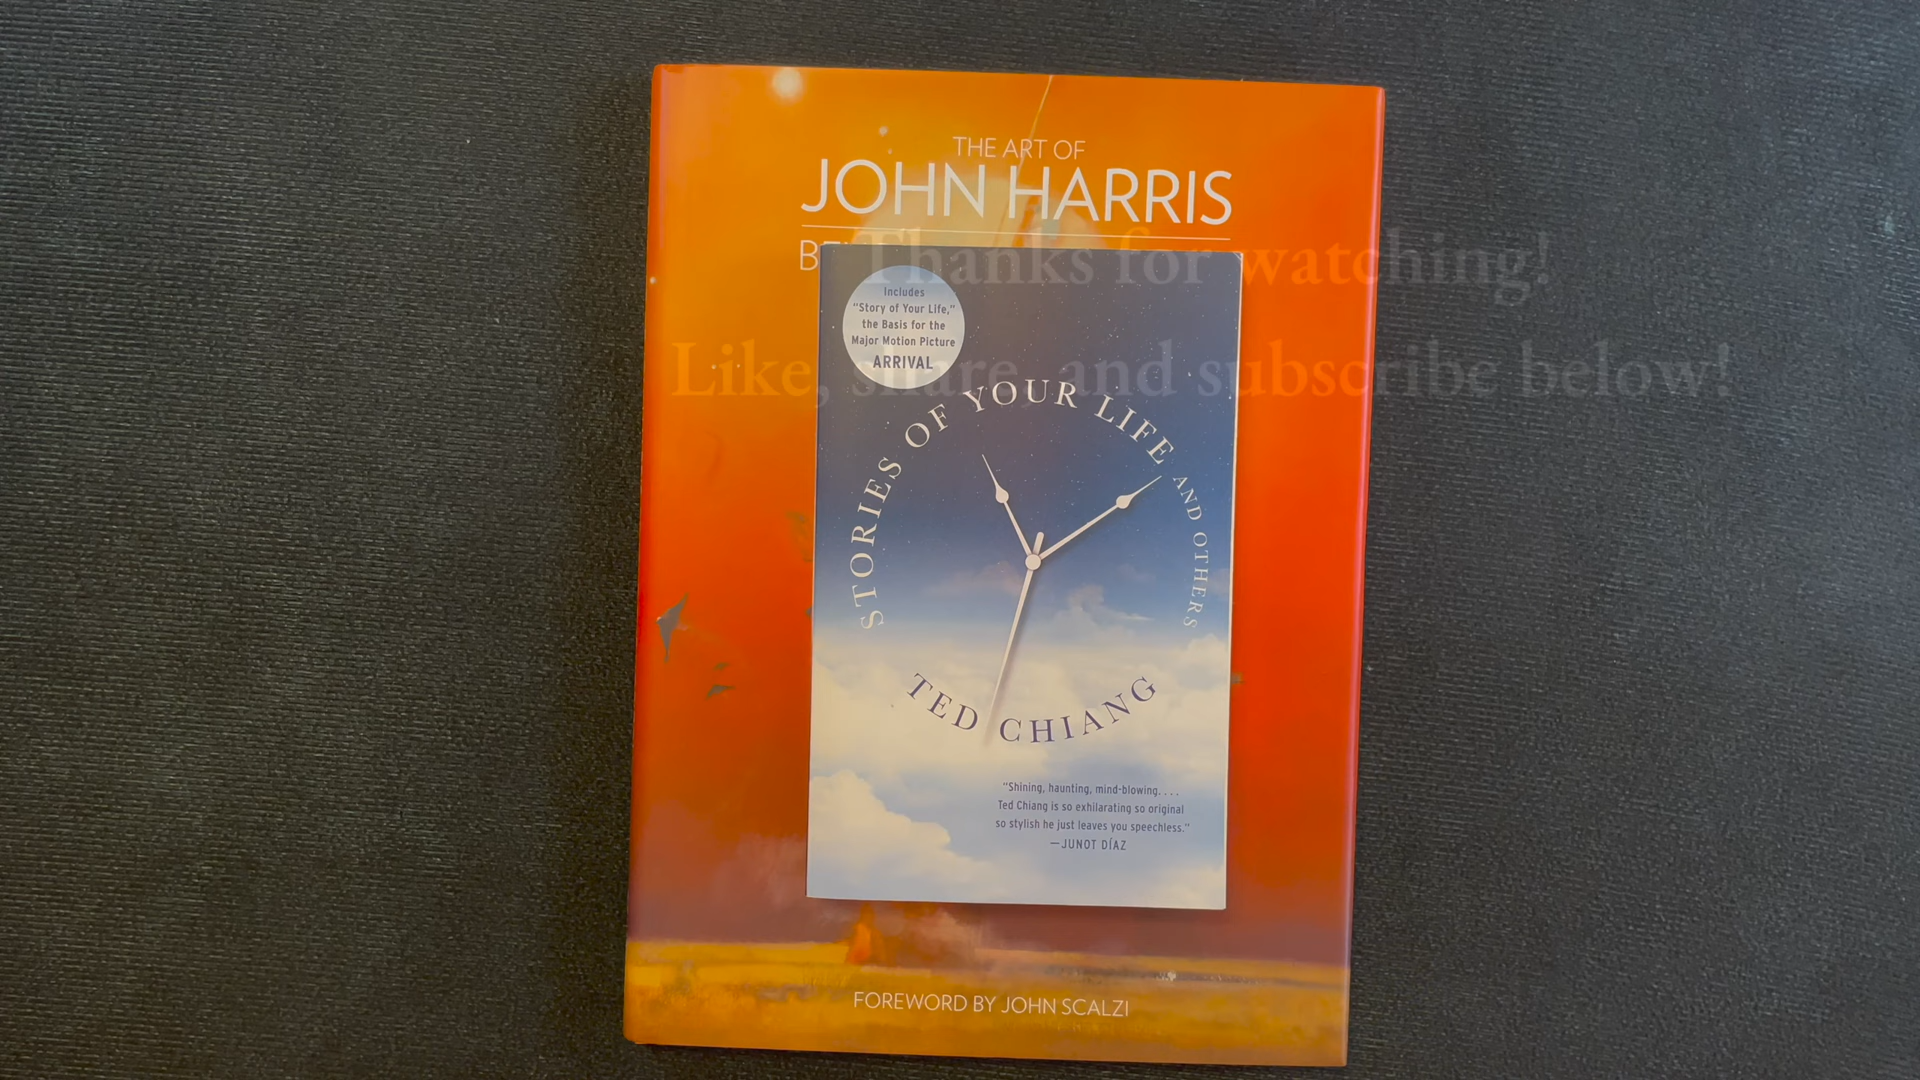 THE ART OF
JOHN HARRIS
Thanks for watching!
Includes
"Story of Your Life,"
the Basis for the
Major Motion Picture
ARRIVAL
Like, share, and subscribe below!
STORIES OF YOUR LIFE AND OTHERS
TED CHIANG
"Shining, haunting, mind-blowing. . . .
Ted Chiang is so exhilarating so original
so stylish he just leaves you speechless."
—JUNOT DÍAZ
FOREWORD BY JOHN SCALZI